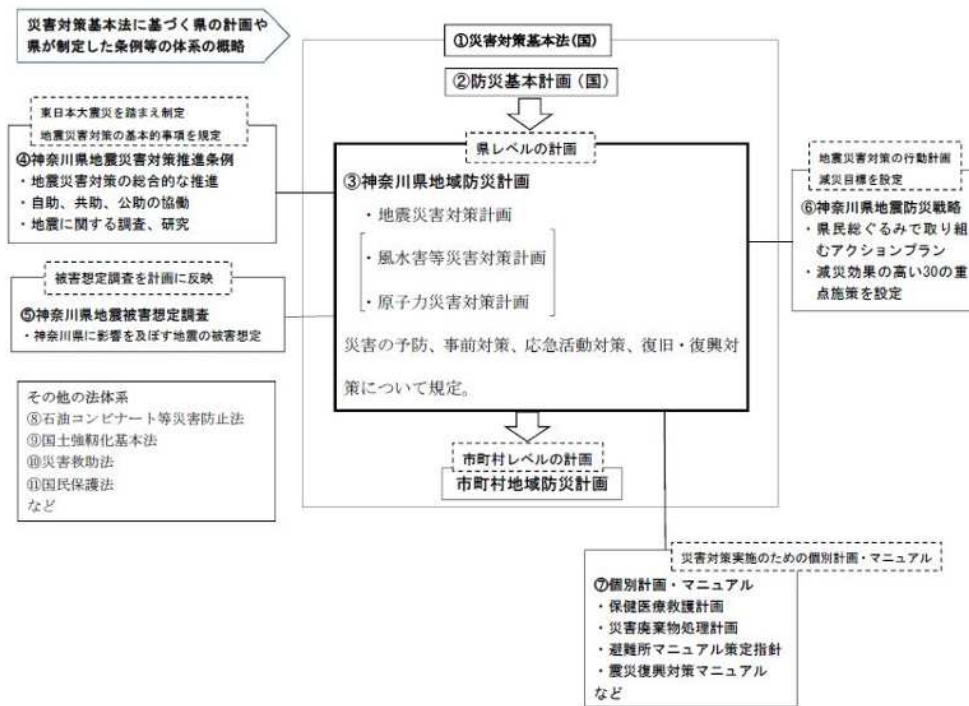 災害対策基本法に基づく県の計画や
県が制定した条例等の体系の概略
①災害対策基本法(国)
②防災基本計画(国)
県レベルの計画
③神奈川県地域防災計画
・地震災害対策計画
・風水害等災害対策計画
・原子力災害対策計画
災害の予防、事前対策、応急活動対策、復旧・復興対
策について規定。
市町村レベルの計画
市町村地域防災計画
東日本大震災を踏まえ制定
地震災害対策の基本的事項を規定
④神奈川県地震災害対策推進条例
・地震災害対策の総合的な推進
・自助、共助、公助の協働
・地震に関する調査、研究
被害想定調査を計画に反映
⑤神奈川県地震被害想定調査
・神奈川県に影響を及ぼす地震の被害想定
その他の法体系
⑧石油コンビナート等災害防止法
⑨国土強靱化基本法
⑩災害救助法
⑪国民保護法
など
地震災害対策の行動計画
減災目標を設定
⑥神奈川県地震防災戦略
・県民総ぐるみで取り組
むアクションプラン
・減災効果の高い30の重
点施策を設定
災害対策実施のための個別計画・マニュアル
⑦個別計画・マニュアル
・保健医療救護計画
・災害廃棄物処理計画
・避難所マニュアル策定指針
・震災復興対策マニュアル
など